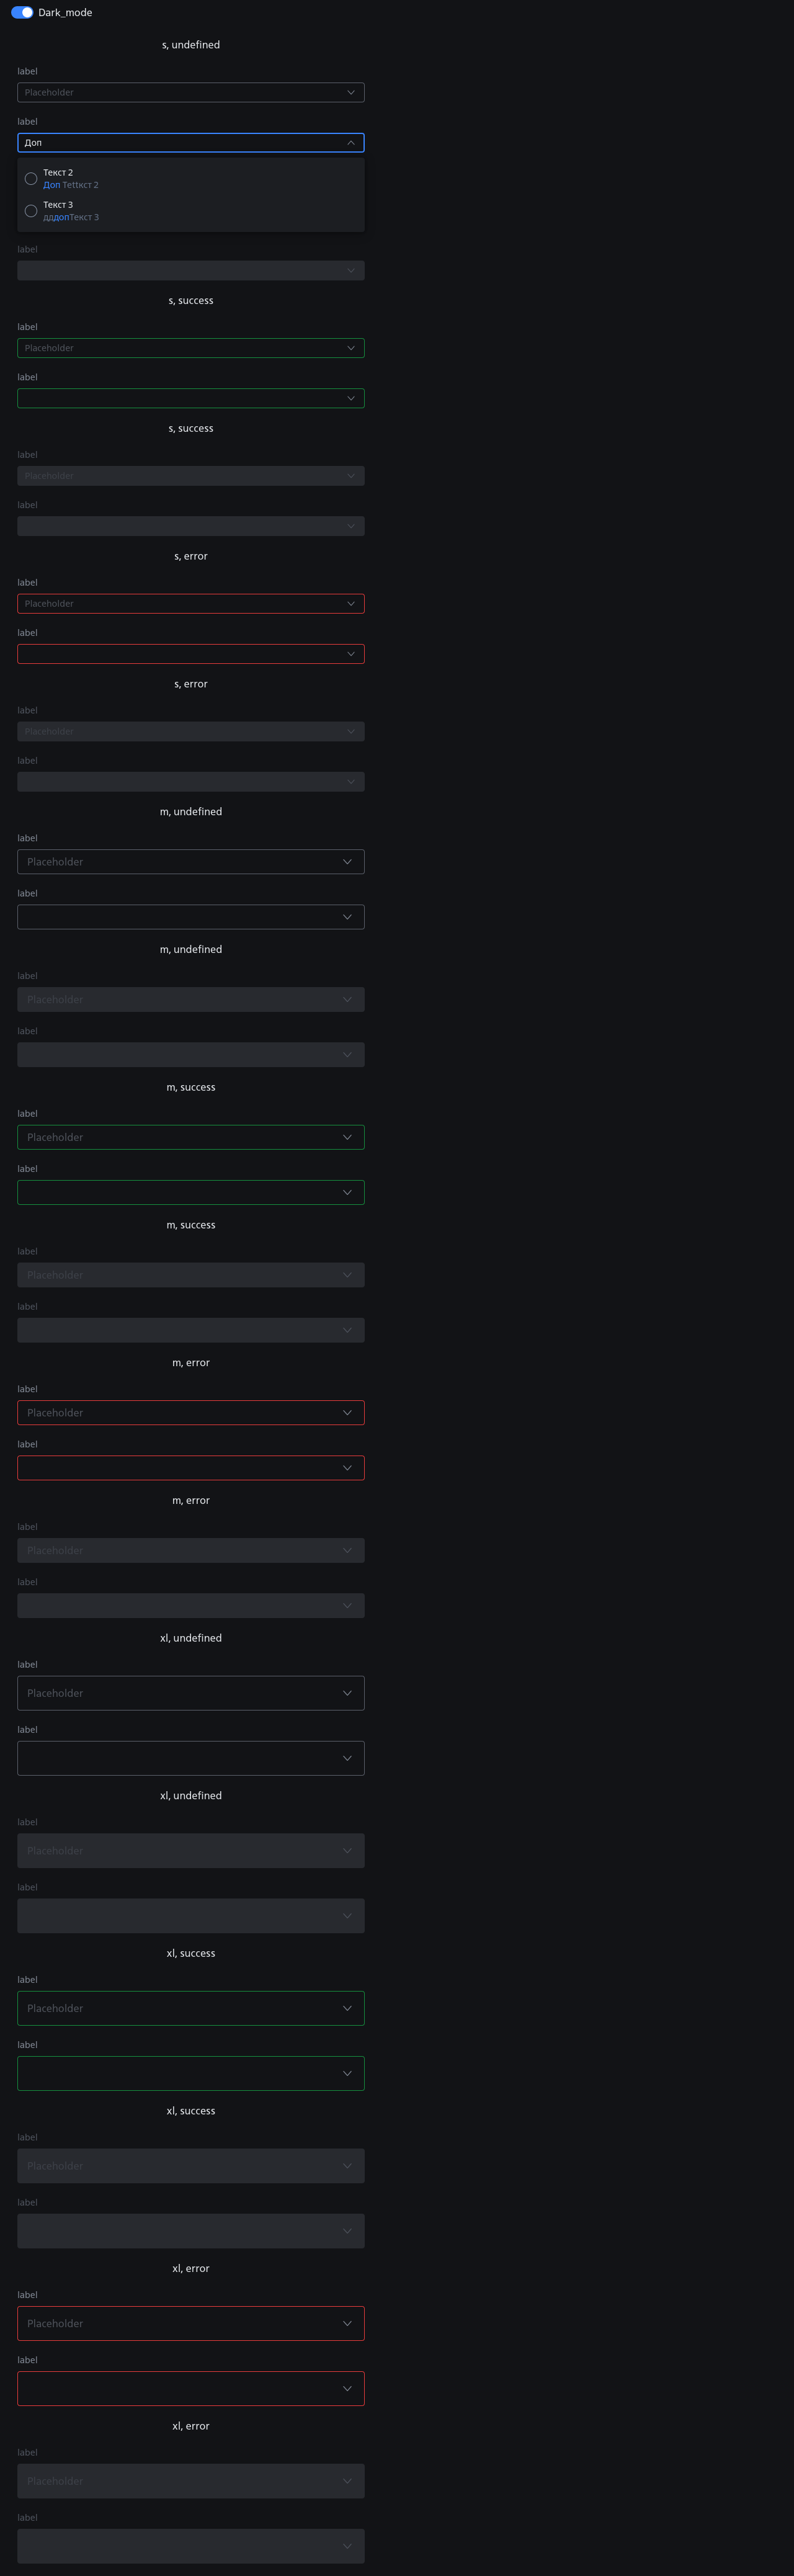 Dark_mode
s, undefined
label
Placeholder
label
Доп
Текст 2
Доп Tettкст 2
Текст 3
дддопТекст 3
label
s, success
label
Placeholder
label
s, success
label
Placeholder
label
s, error
label
Placeholder
label
s, error
label
Placeholder
label
m, undefined
label
Placeholder
label
m, undefined
label
Placeholder
label
m, success
label
Placeholder
label
m, success
label
Placeholder
label
m, error
label
Placeholder
label
m, error
label
Placeholder
label
xl, undefined
label
Placeholder
label
xl, undefined
label
Placeholder
label
xl, success
label
Placeholder
label
xl, success
label
Placeholder
label
xl, error
label
Placeholder
label
xl, error
label
Placeholder
label